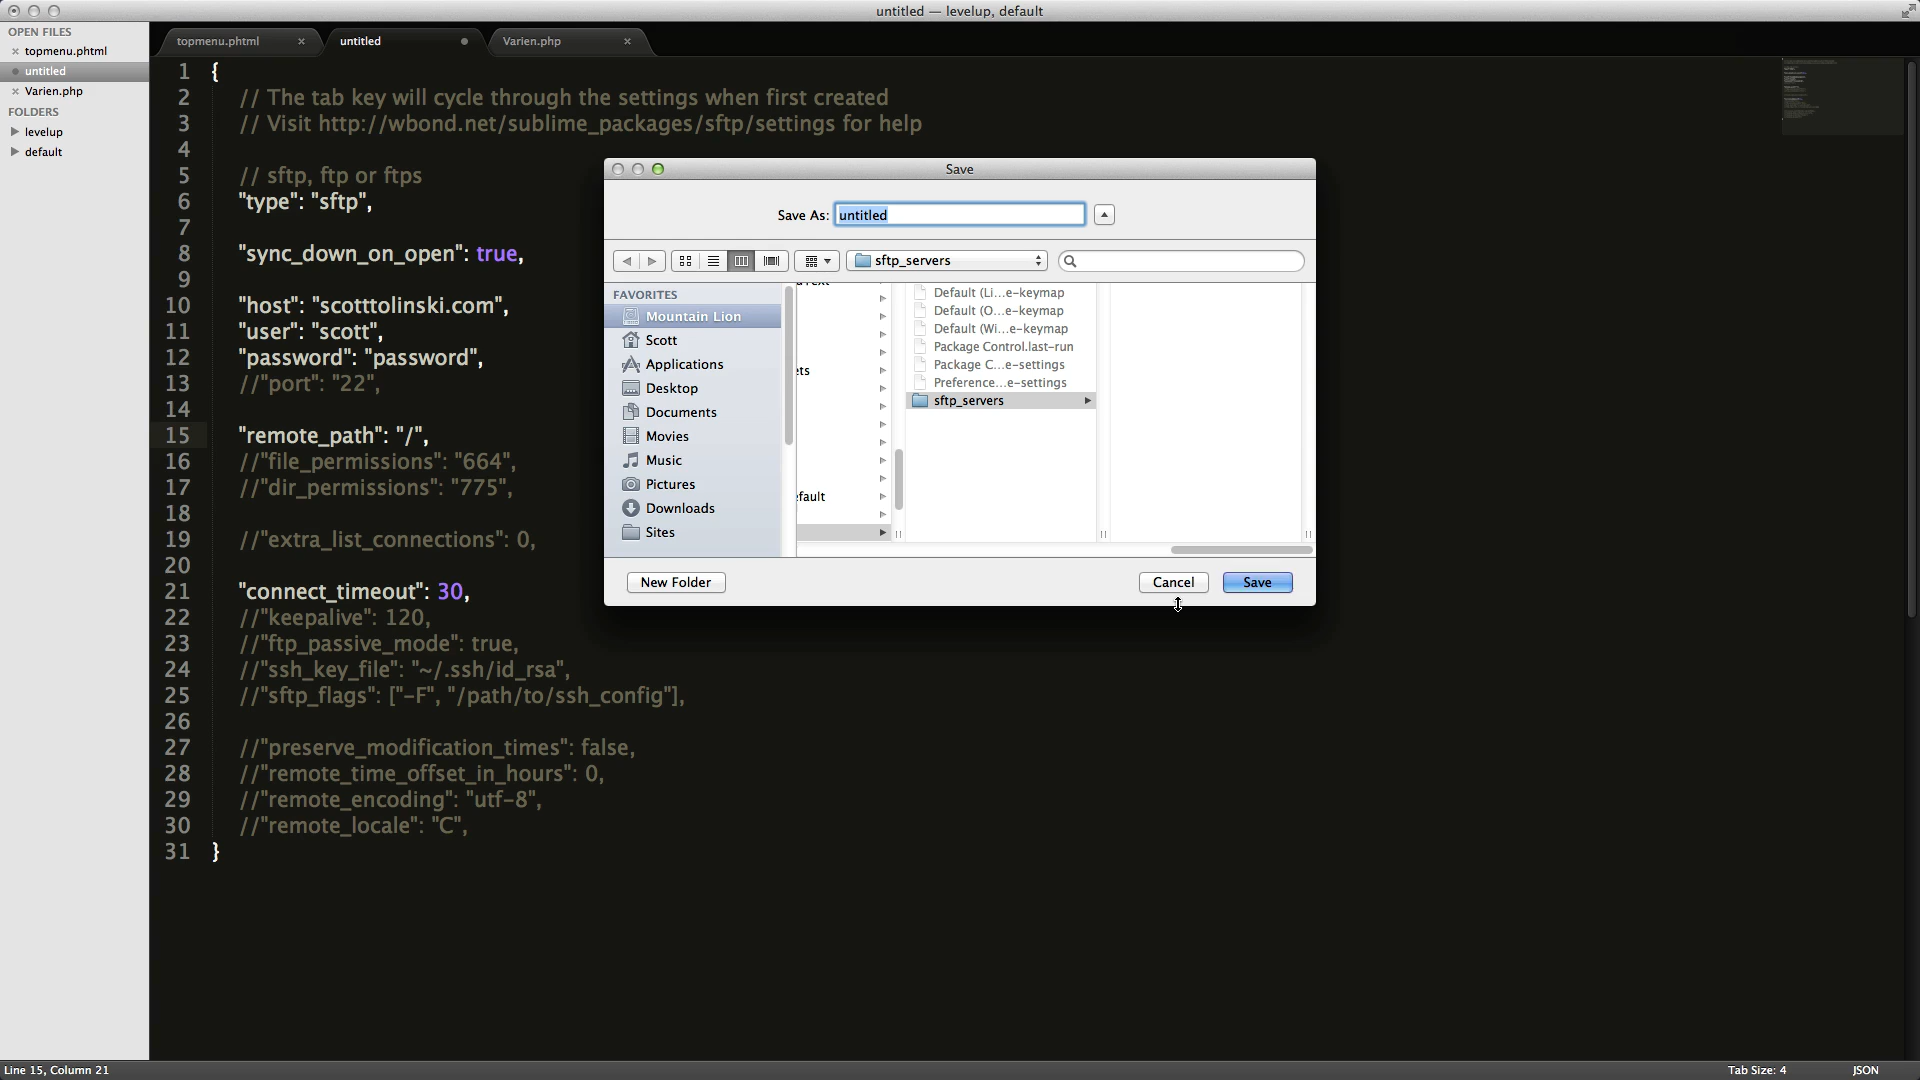 untitled — levelup, default
OPEN FILES
topmenu.phtml
untitled
Varien.php
FOLDERS
levelup
default
topmenu.phtml
untitled
Varien.php
1 {
2 // The tab key will cycle through the settings when first created
3 // Visit http://wbond.net/sublime_packages/sftp/settings for help
4
5 // sftp, ftp or ftps
6 "type": "sftp",
7
8 "sync_down_on_open": true,
9
10 "host": "scotttolinski.com",
11 "user": "scott",
12 "password": "password",
13 //"port": "22",
14
15 "remote_path": "/",
16 //"file_permissions": "664",
17 //"dir_permissions": "775",
18
19 //"extra_list_connections": 0,
20
21 "connect_timeout": 30,
22 //"keepalive": 120,
23 //"ftp_passive_mode": true,
24 //"ssh_key_file": "~/.ssh/id_rsa",
25 //"sftp_flags": ["-F", "/path/to/ssh_config"],
26
27 //"preserve_modification_times": false,
28 //"remote_time_offset_in_hours": 0,
29 //"remote_encoding": "utf-8",
30 //"remote_locale": "C",
31 }
Save
Save As: untitled
sftp_servers
FAVORITES
Mountain Lion
Scott
Applications
Desktop
Documents
Movies
Music
Pictures
Downloads
Sites
ets
efault
Default (Li...e-keymap
Default (O...e-keymap
Default (Wi...e-keymap
Package Control.last-run
Package C...e-settings
Preference...e-settings
sftp_servers
New Folder
Cancel
Save
Line 15, Column 21
Tab Size: 4
JSON